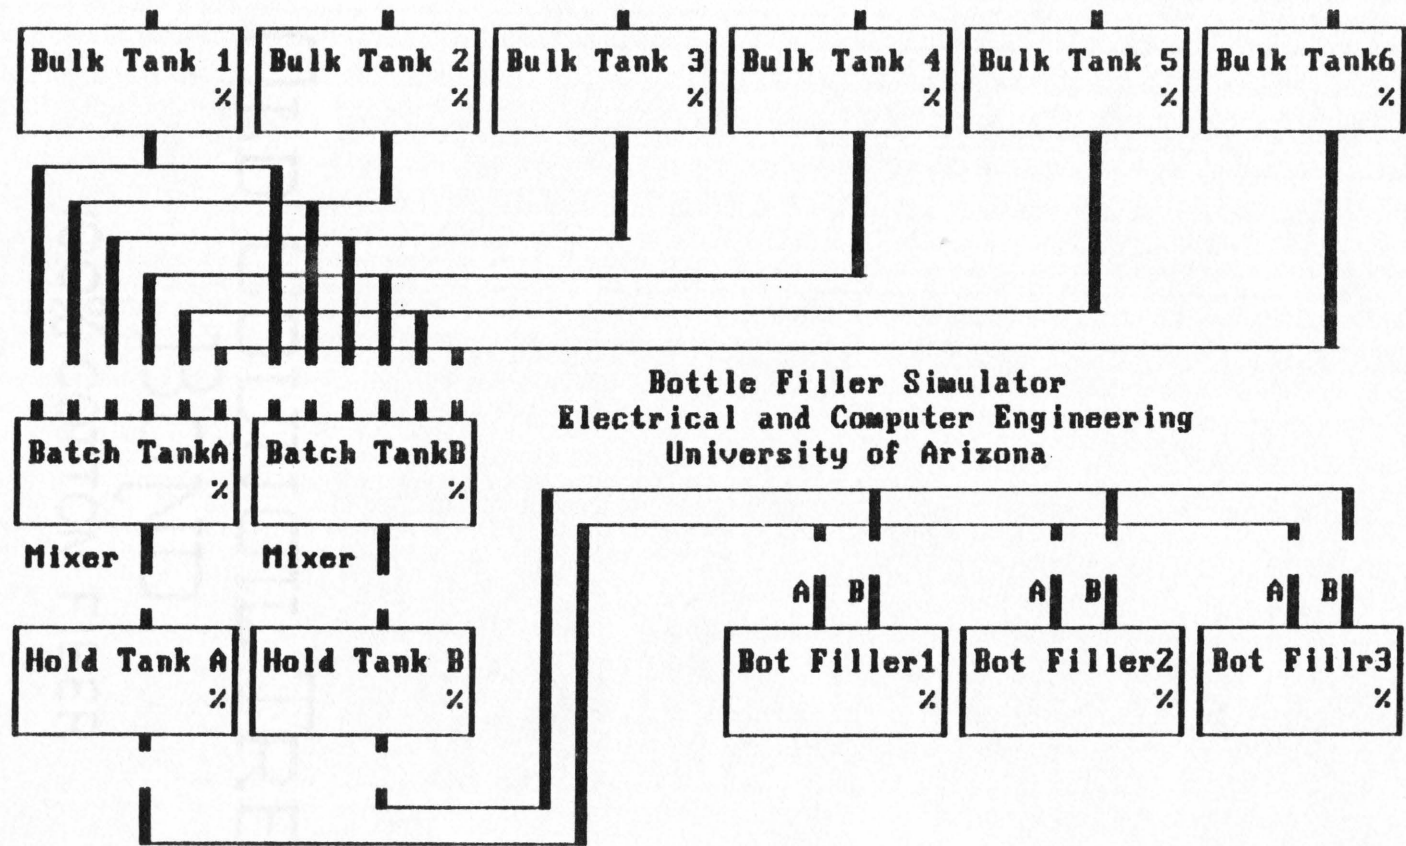 Bulk Tank 1
%
Bulk Tank 2
%
Bulk Tank 3
%
Bulk Tank 4
%
Bulk Tank 5
%
Bulk Tank6
%
Bottle Filler Simulator
Electrical and Computer Engineering
University of Arizona
Batch TankA
%
Batch TankB
%
Mixer
Mixer
A B
A B
A B
Hold Tank A
%
Hold Tank B
%
Bot Filler1
%
Bot Filler2
%
Bot Fillr3
%